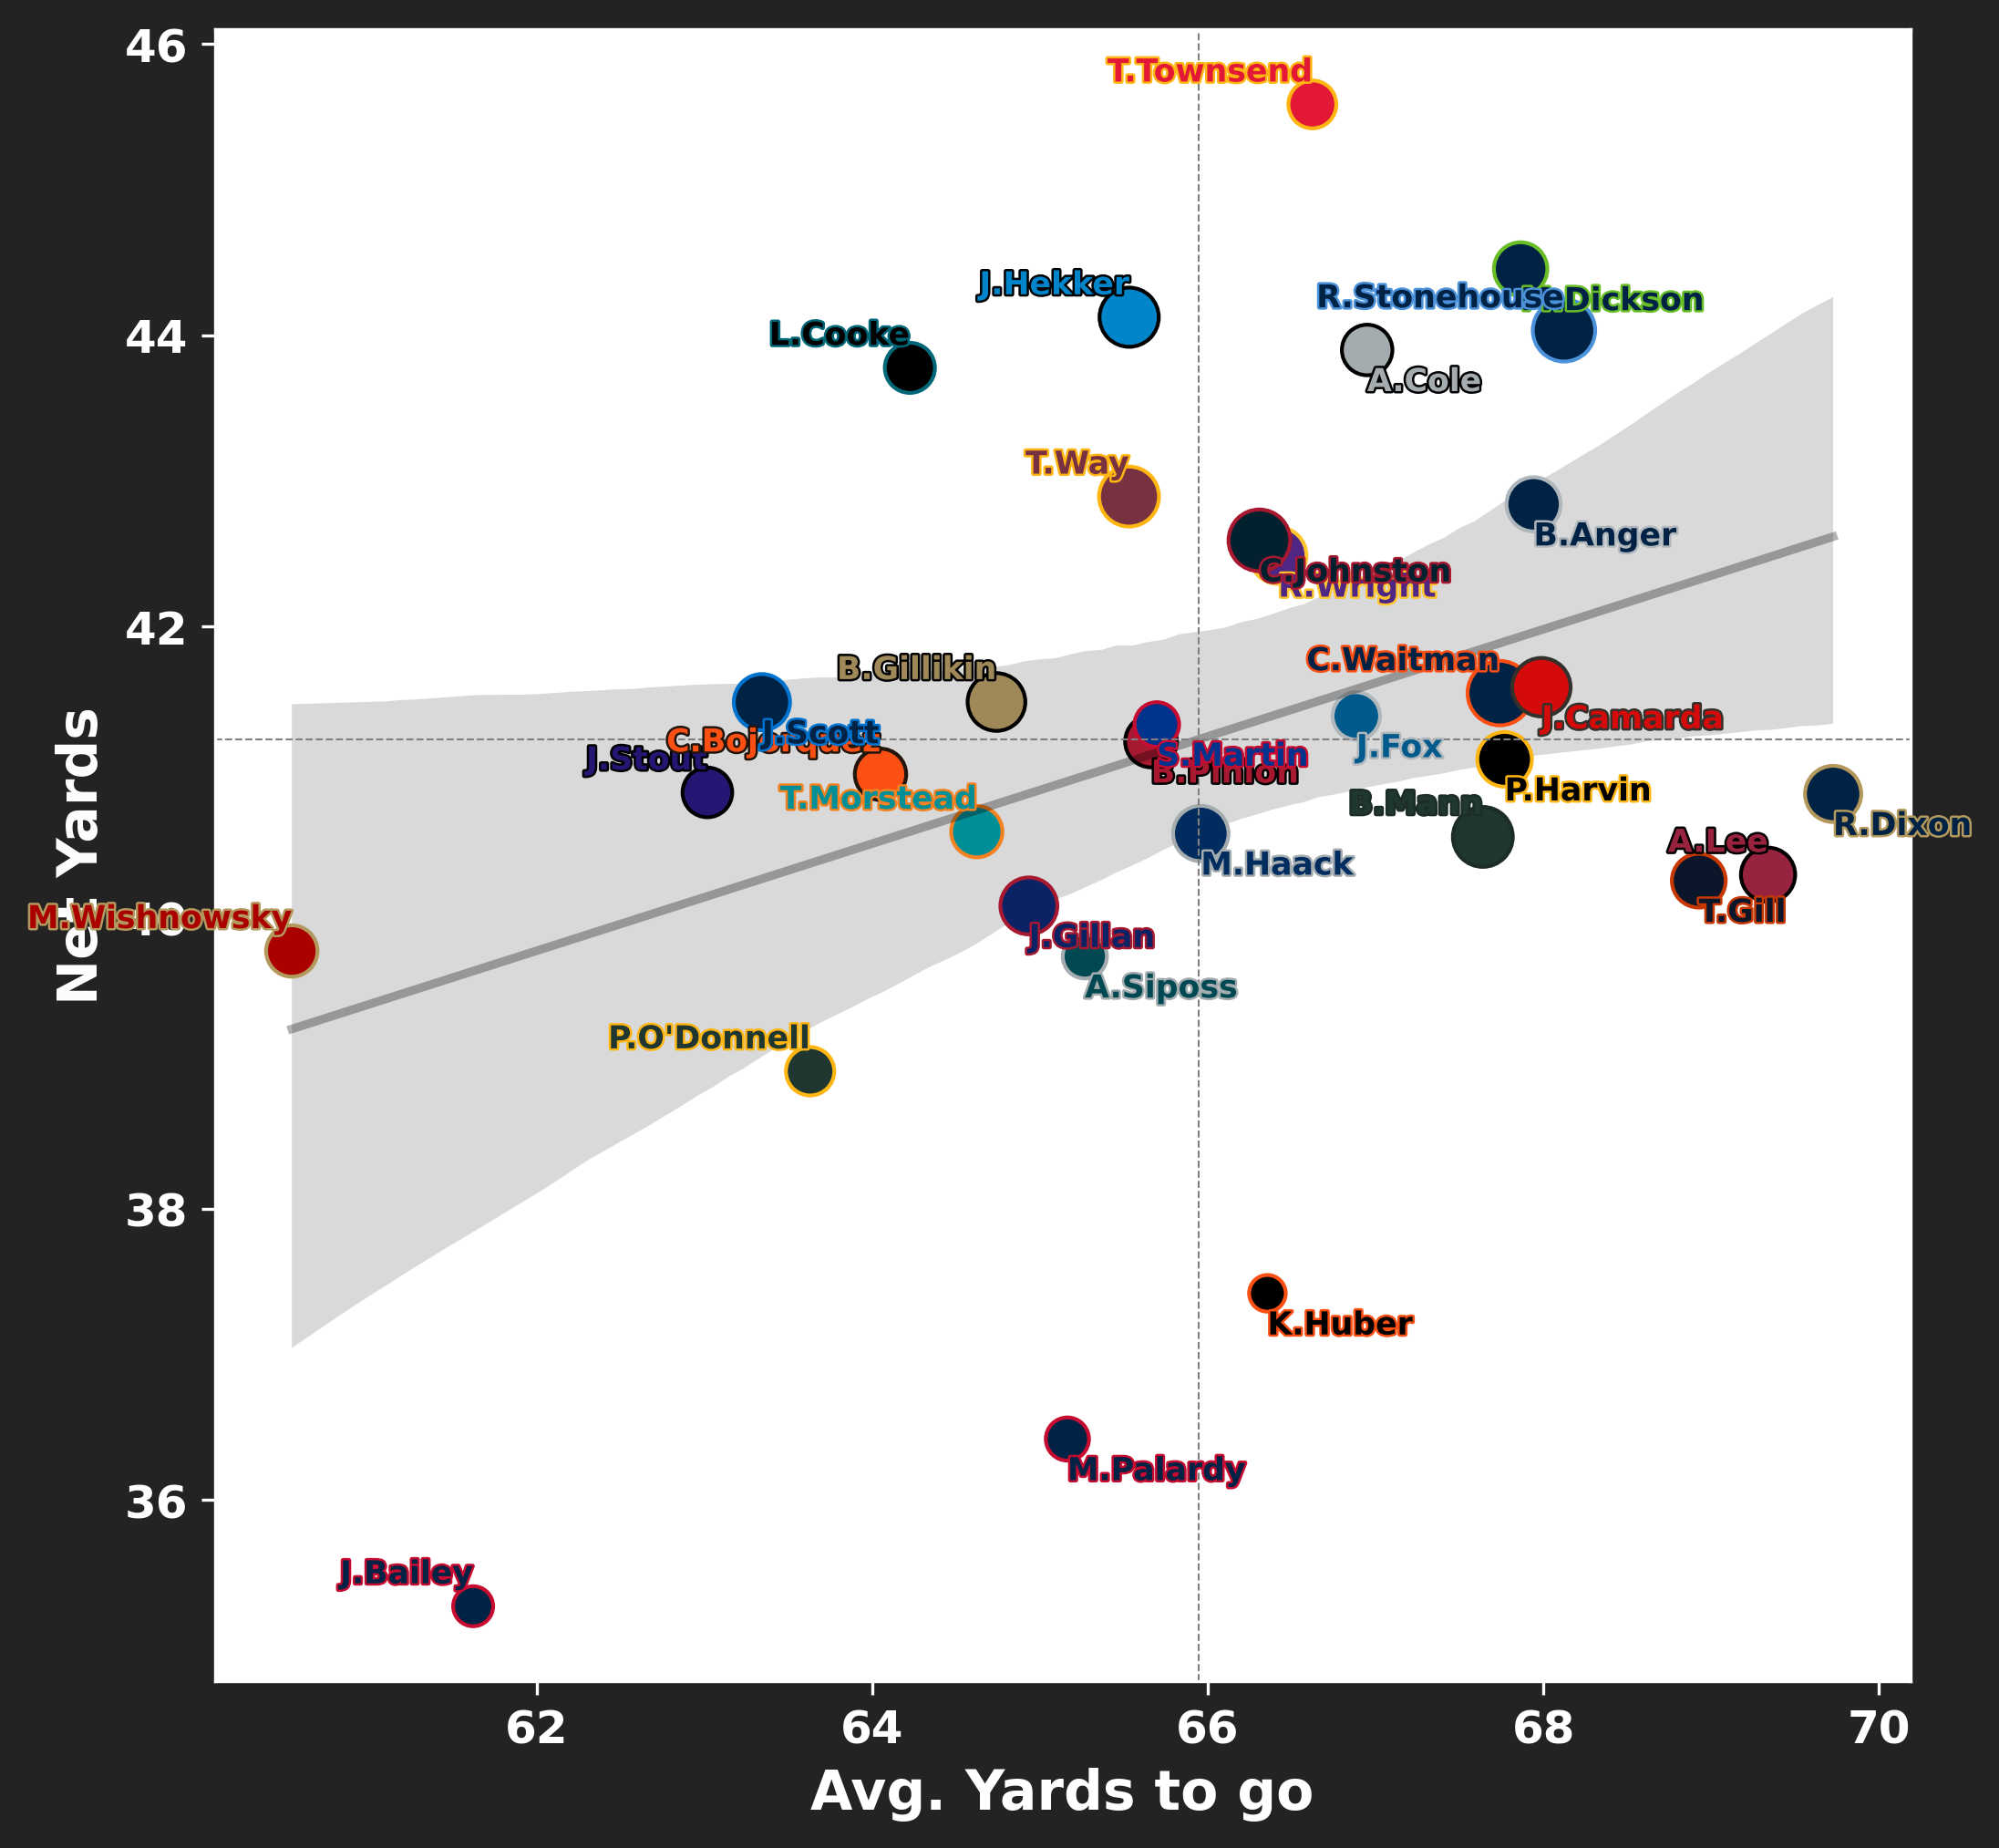 46
44
42
40
38
36
Net Yards
T.Townsend
J.Hekker
R.Stonehouse
Dickson
L.Cooke
A.Cole
T.Way
B.Anger
C.Johnston
R.Wright
B.Gillikin
C.Waitman
J.Camarda
J.Scott
C.Bojorquez
J.Fox
J.Stout
S.Martin
B.Pinion
T.Morstead
P.Harvin
B.Mann
R.Dixon
A.Lee
M.Haack
T.Gill
M.Wishnowsky
J.Gillan
A.Siposs
P.O'Donnell
K.Huber
M.Palardy
J.Bailey
62 64 66 68 70
Avg. Yards to go